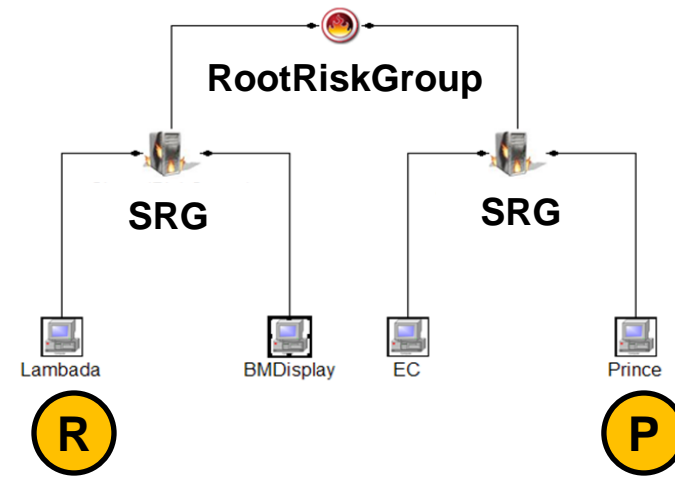 RootRiskGroup
SRG
SRG
Lambada
BMDisplay
EC
Prince
R
P